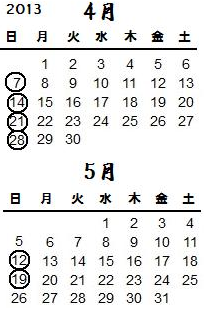 2013 4月
日 月 火 水 木 金 土
1 2 3 4 5 6
7 8 9 10 11 12 13
14 15 16 17 18 19 20
21 22 23 24 25 26 27
28 29 30
5月
日 月 火 水 木 金 土
1 2 3 4
5 6 7 8 9 10 11
12 13 14 15 16 17 18
19 20 21 22 23 24 25
26 27 28 29 30 31